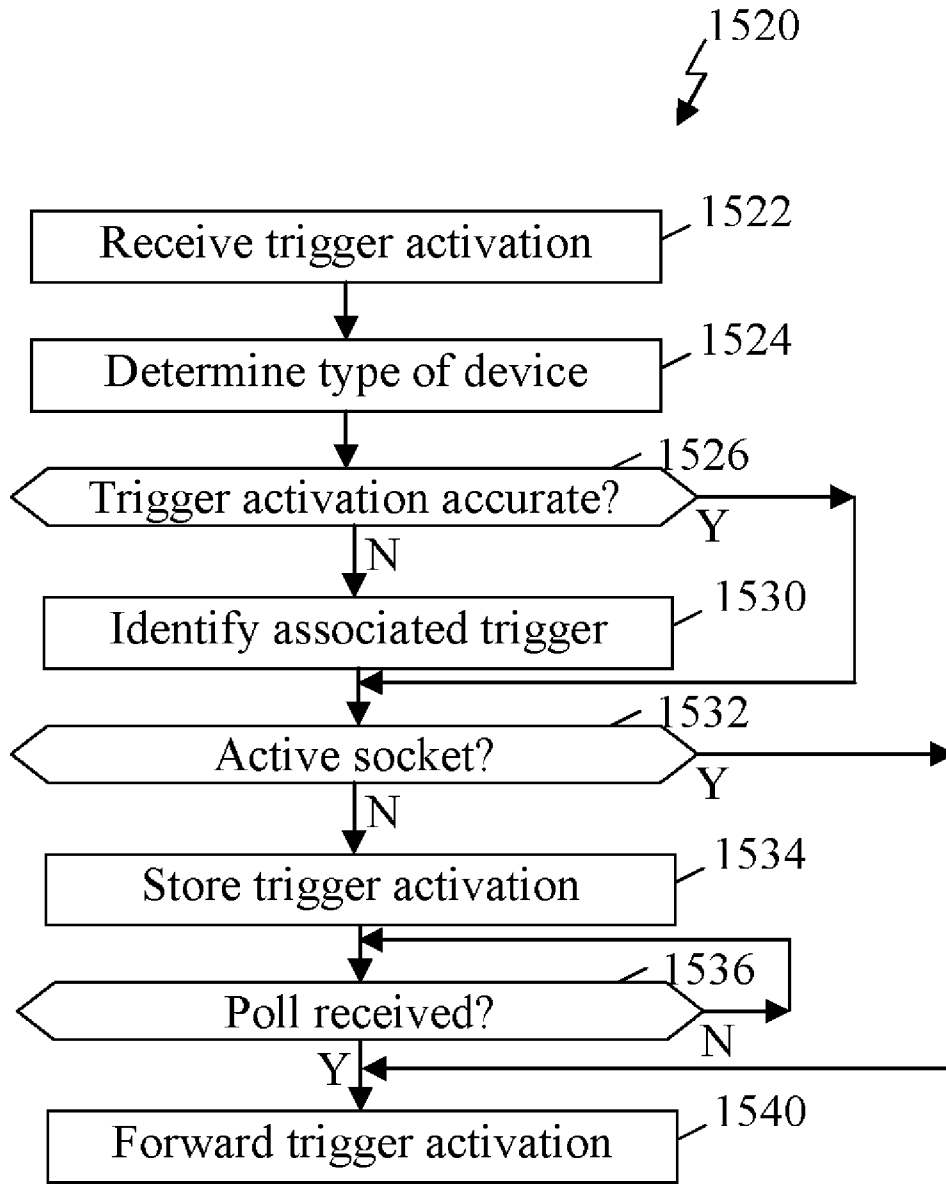 1520
1522
Receive trigger activation
1524
Determine type of device
1526
Trigger activation accurate?
Y
N
1530
Identify associated trigger
1532
Active socket?
Y
N
1534
Store trigger activation
1536
Poll received?
N
Y
1540
Forward trigger activation